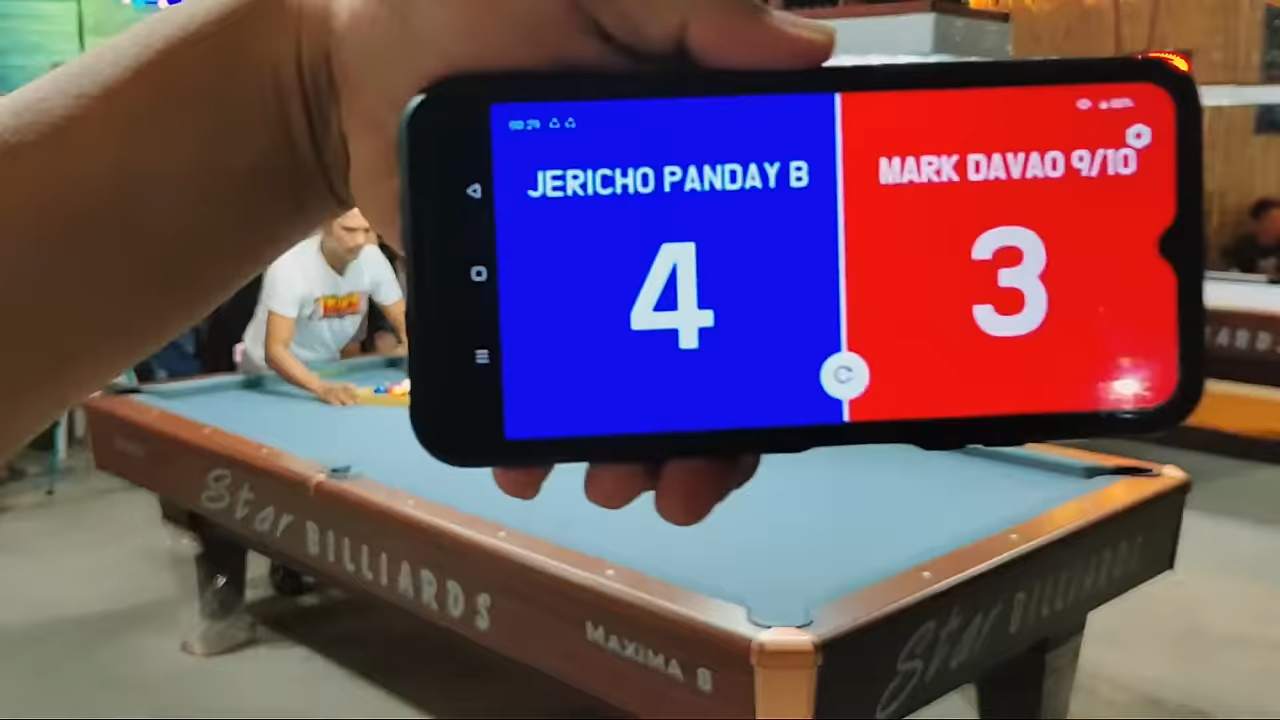 JERICHO PANDAY B
MARK DAVAO 9/10
4
3
Star BILLIARDS
MAXIMA 8
Star BILLIARDS